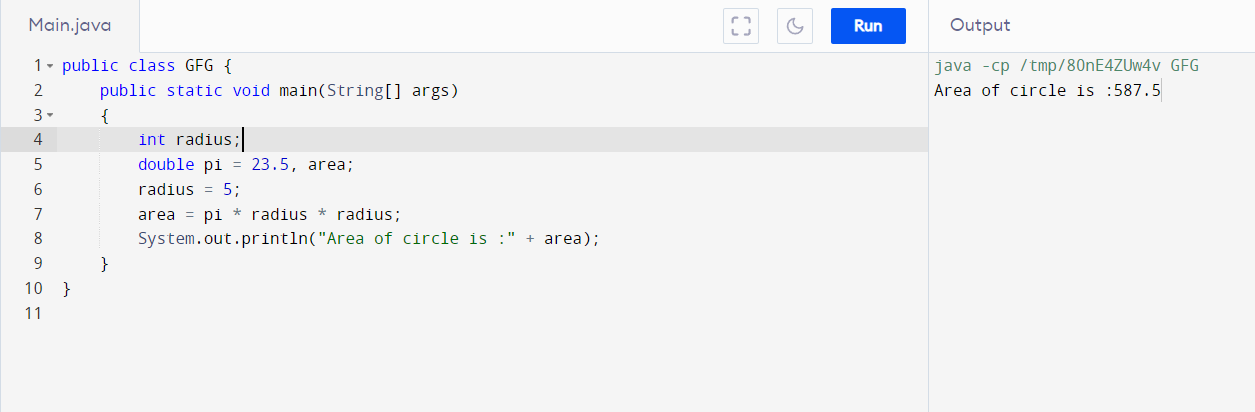 Main.java
Run
Output
1 public class GFG {
2     public static void main(String[] args)
3     {
4         int radius;
5         double pi = 23.5, area;
6         radius = 5;
7         area = pi * radius * radius;
8         System.out.println("Area of circle is :" + area);
9     }
10 }
11
java -cp /tmp/8OnE4ZUw4v GFG
Area of circle is :587.5